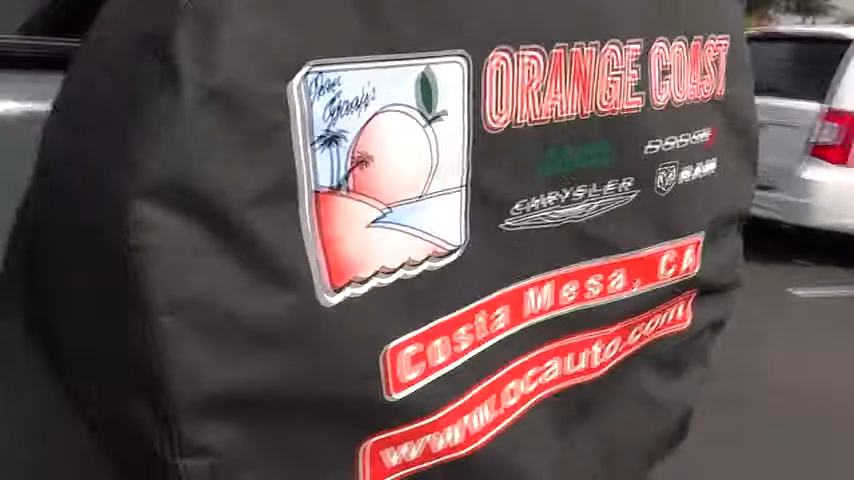 ORANGE COAST
DODGE
CHRYSLER
RAM
Costa Mesa, CA
www.ocauto.com